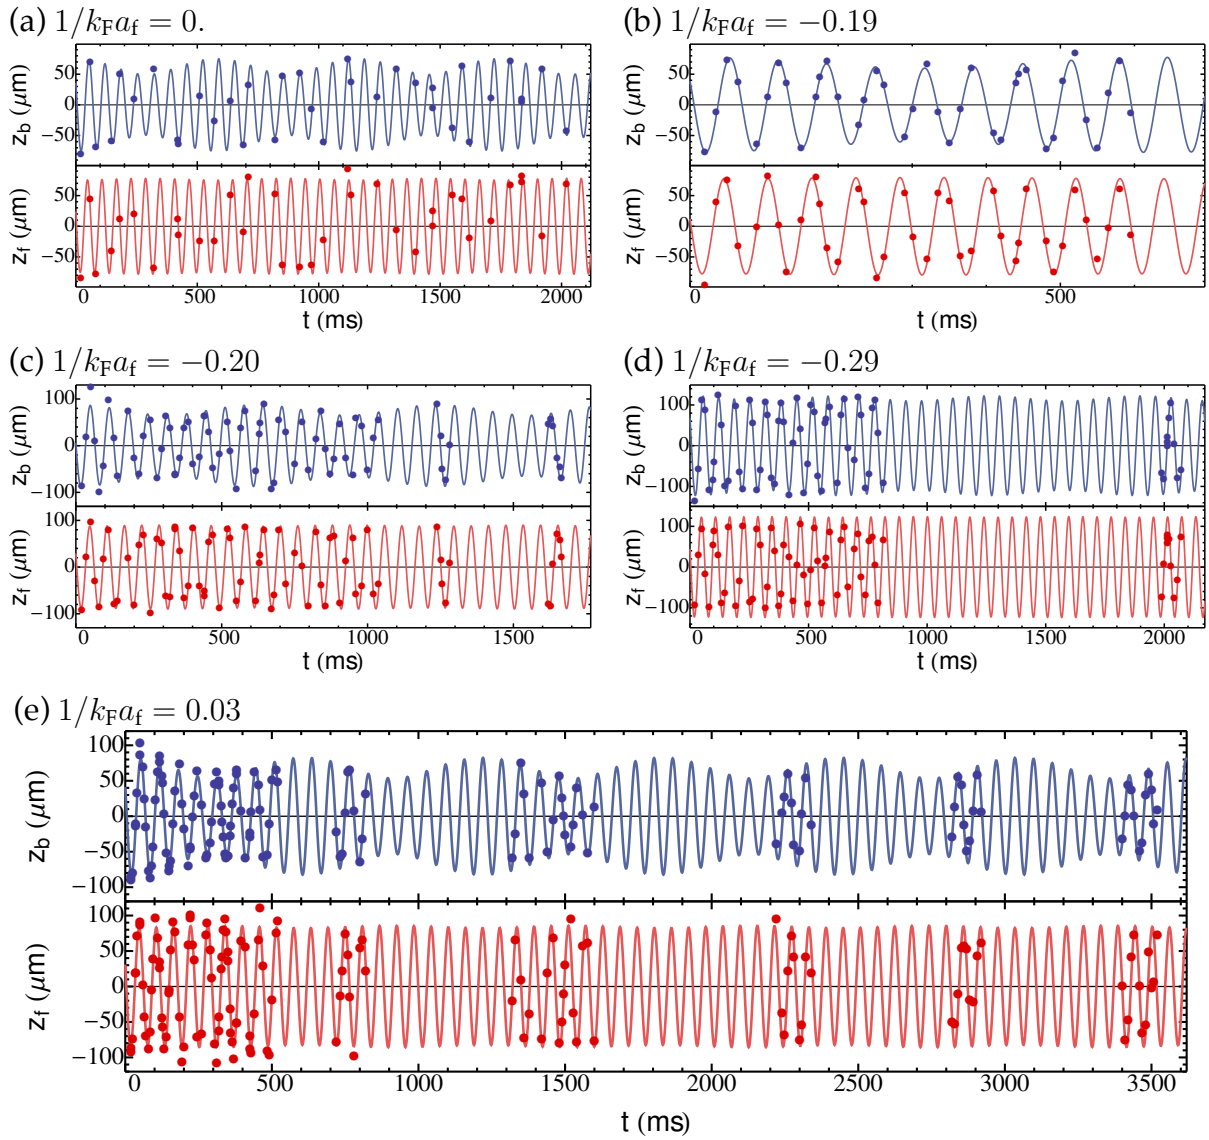 (a) 1/k_F a_f = 0.
z_b (μm)
50
0
−50
z_f (μm)
50
0
−50
0 500 1000 1500 2000
t (ms)
(b) 1/k_F a_f = −0.19
z_b (μm)
50
0
−50
z_f (μm)
50
0
−50
0 500
t (ms)
(c) 1/k_F a_f = −0.20
z_b (μm)
100
0
−100
z_f (μm)
100
0
−100
0 500 1000 1500
t (ms)
(d) 1/k_F a_f = −0.29
z_b (μm)
100
0
−100
z_f (μm)
100
0
−100
0 500 1000 1500 2000
t (ms)
(e) 1/k_F a_f = 0.03
z_b (μm)
100
50
0
−50
−100
z_f (μm)
100
50
0
−50
−100
0 500 1000 1500 2000 2500 3000 3500
t (ms)